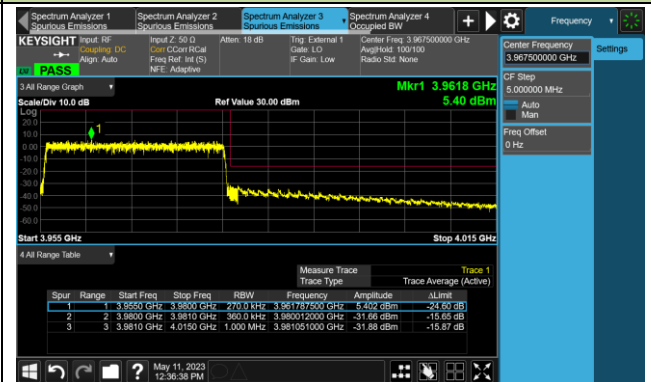 Spectrum Analyzer 1
Spurious Emissions
Spectrum Analyzer 2
Spurious Emissions
Spectrum Analyzer 3
Spurious Emissions
Spectrum Analyzer 4
Occupied BW
Frequency
KEYSIGHT
Input: RF
Coupling: DC
Align: Auto
Input Z: 50 Ω
Corr CCorr RCal
Freq Ref: Int (S)
NFE: Adaptive
Atten: 18 dB
Trig: External 1
Gate: LO
IF Gain: Low
Center Freq: 3.967500000 GHz
Avg|Hold: 100/100
Radio Std: None
PASS
Center Frequency
3.967500000 GHz
Settings
CF Step
5.000000 MHz
Auto
Man
Freq Offset
0 Hz
3 All Range Graph
Mkr1 3.9618 GHz
Scale/Div 10.0 dB
Ref Value 30.00 dBm
5.40 dBm
Log
1
20.0
10.0
0.00
-10.0
-20.0
-30.0
-40.0
-50.0
-60.0
Start 3.955 GHz
Stop 4.015 GHz
4 All Range Table
Measure Trace Trace 1
Trace Type Trace Average (Active)
Spur Range Start Freq Stop Freq RBW Frequency Amplitude ΔLimit
1 1 3.9550 GHz 3.9800 GHz 270.0 kHz 3.961787500 GHz 5.402 dBm -24.60 dB
2 2 3.9800 GHz 3.9810 GHz 360.0 kHz 3.980012000 GHz -31.66 dBm -15.65 dB
3 3 3.9810 GHz 4.0150 GHz 1.000 MHz 3.981051000 GHz -31.88 dBm -15.87 dB
May 11, 2023
12:36:38 PM